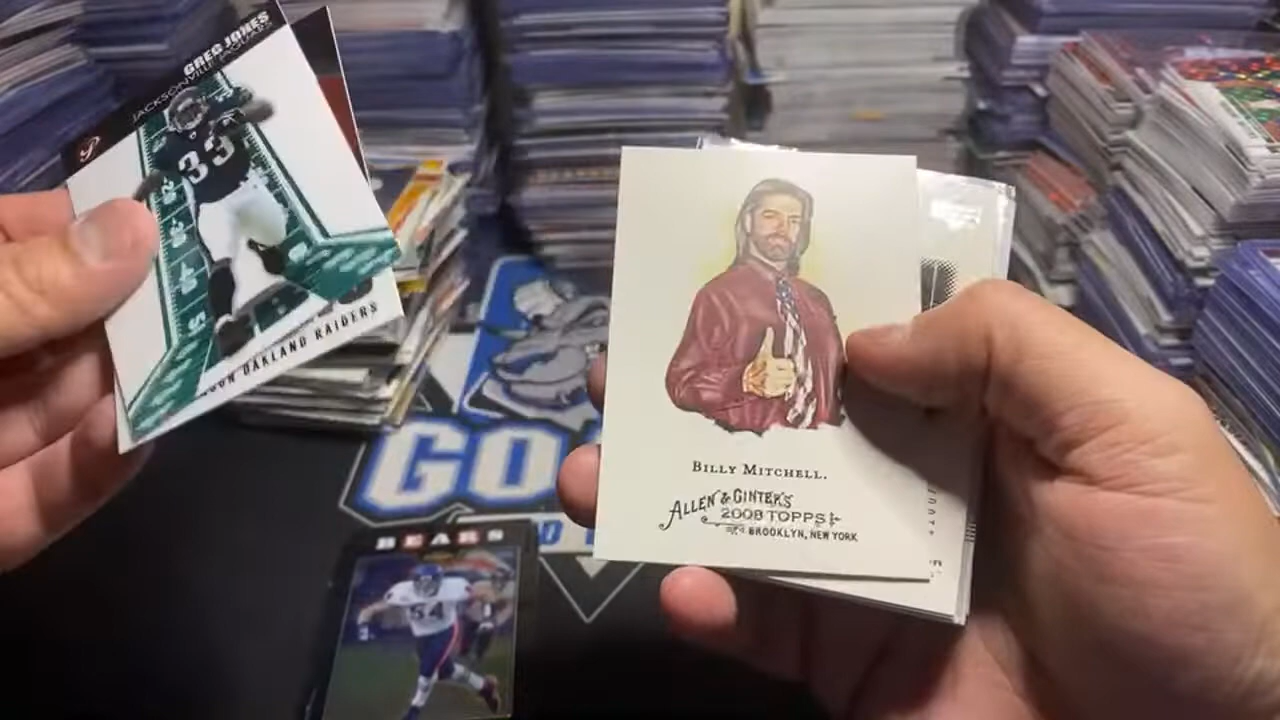 GREG JONES
JACKSONVILLE JAGUARS
33
OAKLAND RAIDERS
BILLY MITCHELL.
ALLEN & GINTER'S
2008 TOPPS
BROOKLYN, NEW YORK
GO
BEARS
54